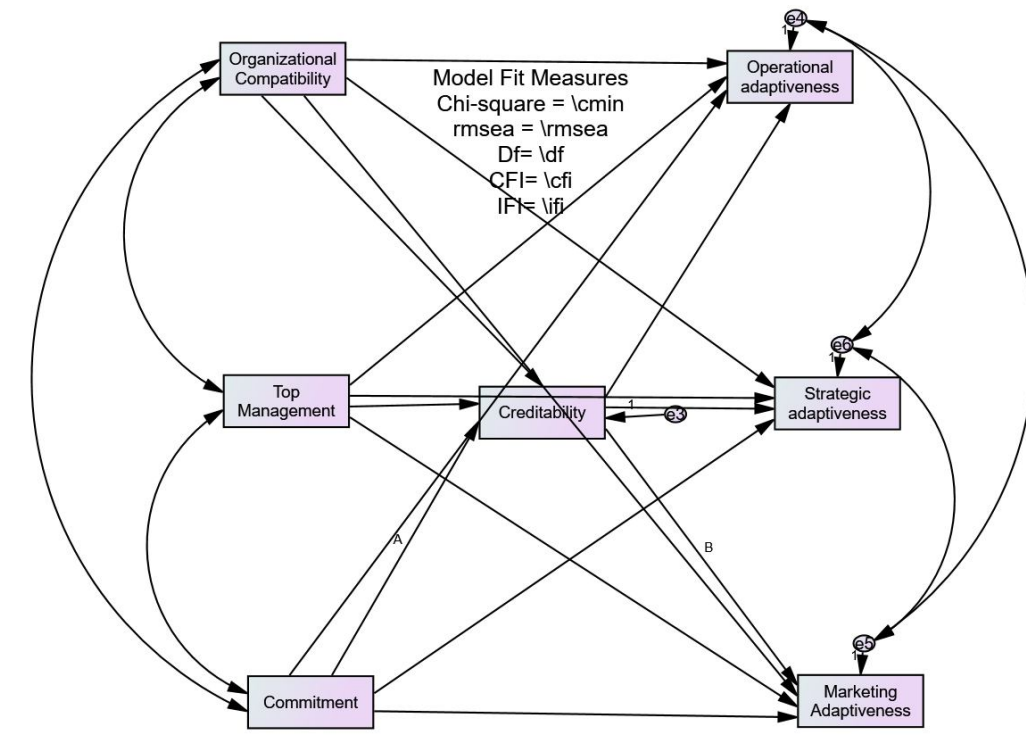 e4
1
Organizational
Compatibility
Operational
adaptiveness
Model Fit Measures
Chi-square = \cmin
rmsea = \rmsea
Df= \df
CFI= \cfi
IFI= \ifi
e6
1
Top
Management
Creditability
1
e3
Strategic
adaptiveness
A
B
e5
1
Commitment
Marketing
Adaptiveness